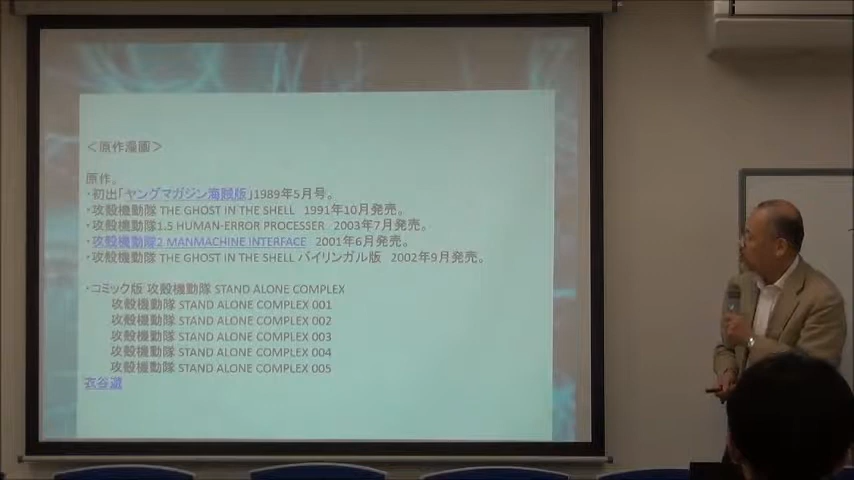 ＜原作漫画＞
原作。
・初出「ヤングマガジン海賊版」1989年5月号。
・攻殻機動隊 THE GHOST IN THE SHELL 1991年10月発売。
・攻殻機動隊1.5 HUMAN-ERROR PROCESSER 2003年7月発売。
・攻殻機動隊2 MANMACHINE INTERFACE 2001年6月発売。
・攻殻機動隊 THE GHOST IN THE SHELL バイリンガル版 2002年9月発売。
・コミック版 攻殻機動隊 STAND ALONE COMPLEX
攻殻機動隊 STAND ALONE COMPLEX 001
攻殻機動隊 STAND ALONE COMPLEX 002
攻殻機動隊 STAND ALONE COMPLEX 003
攻殻機動隊 STAND ALONE COMPLEX 004
攻殻機動隊 STAND ALONE COMPLEX 005
衣谷遊